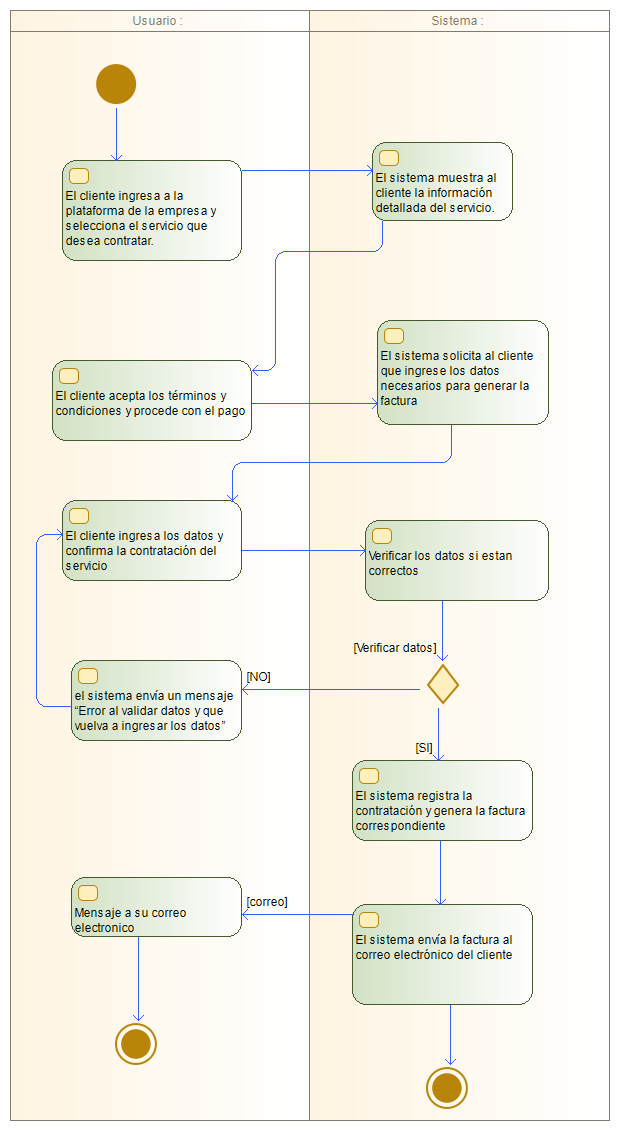 Usuario :
Sistema :
El cliente ingresa a la
plataforma de la empresa y
selecciona el servicio que
desea contratar.
El sistema muestra al
cliente la información
detallada del servicio.
El cliente acepta los términos y
condiciones y procede con el pago
El sistema solicita al cliente
que ingrese los datos
necesarios para generar la
factura
El cliente ingresa los datos y
confirma la contratación del
servicio
Verificar los datos si estan
correctos
[Verificar datos]
[NO]
el sistema envía un mensaje
“Error al validar datos y que
vuelva a ingresar los datos”
[SI]
El sistema registra la
contratación y genera la factura
correspondiente
Mensaje a su correo
electronico
[correo]
El sistema envía la factura al
correo electrónico del cliente